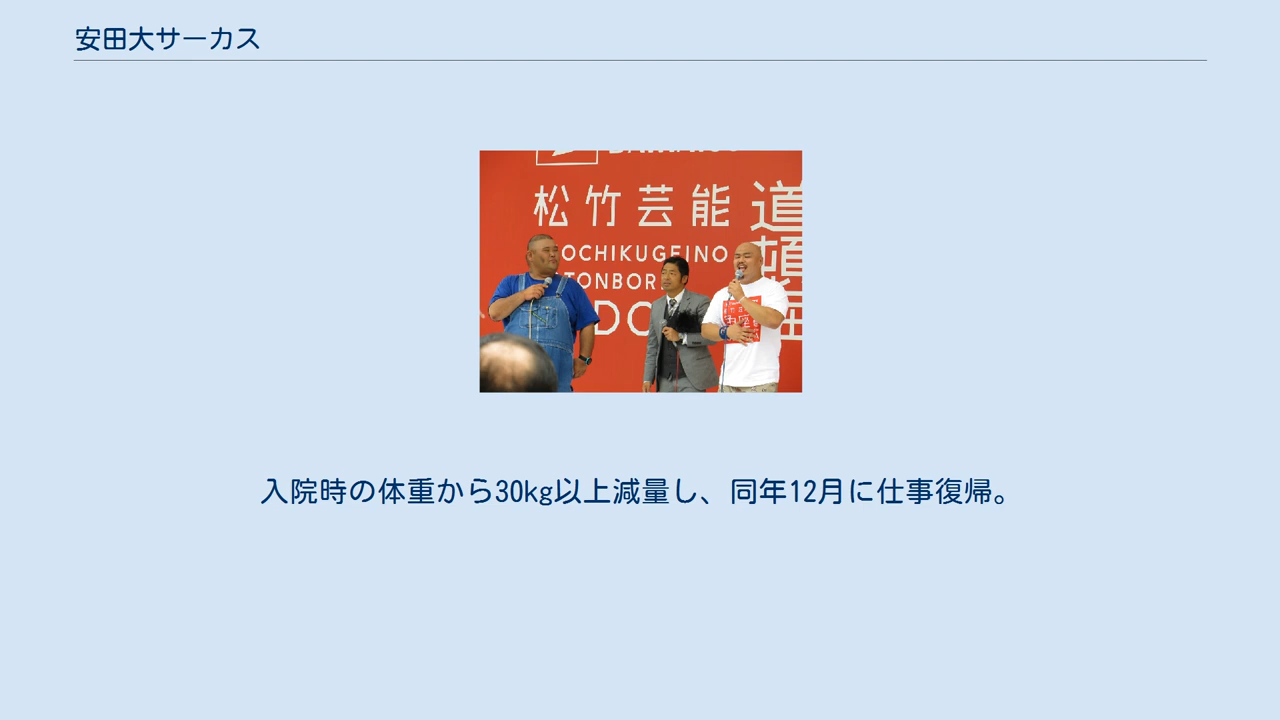 安田大サーカス
松竹芸能
道頓
OCHIKUGEINO
TONBOR
DO
入院時の体重から30kg以上減量し、同年12月に仕事復帰。